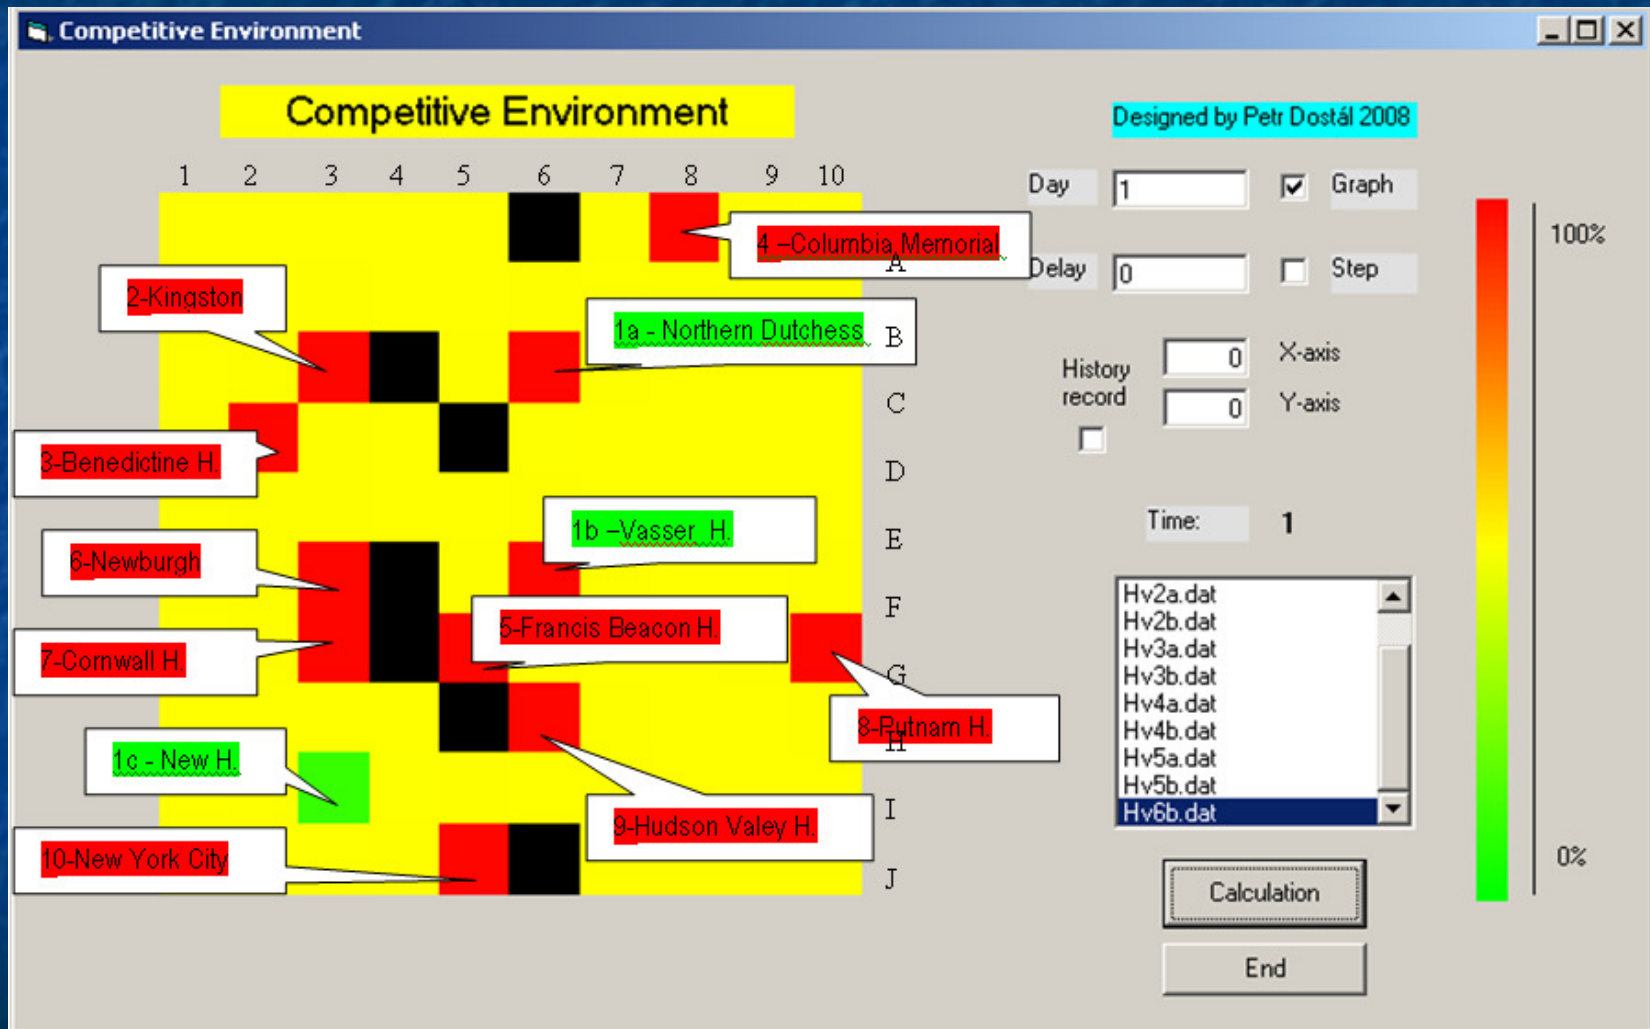 Competitive Environment
Competitive Environment
Designed by Petr Dostál 2008
1 2 3 4 5 6 7 8 9 10
Day 1 Graph
Delay 0 Step
100%
4 –Columbia Memorial
A
2-Kingston
1a - Northern Dutchess
B
History
record
0 X-axis
0 Y-axis
C
3-Benedictine H.
D
1b –Vasser H.
E
Time: 1
6-Newburgh
F
5-Francis Beacon H.
7-Cornwall H.
G
8-Putnam H.
H
1c - New H.
I
9-Hudson Valey H.
10-New York City
J
Hv2a.dat
Hv2b.dat
Hv3a.dat
Hv3b.dat
Hv4a.dat
Hv4b.dat
Hv5a.dat
Hv5b.dat
Hv6b.dat
0%
Calculation
End